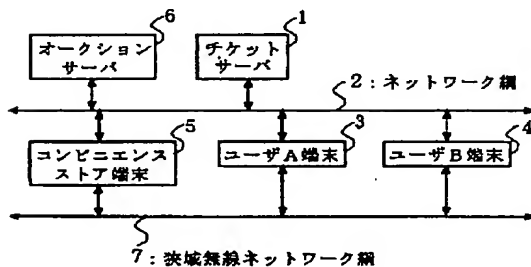 6
オークション
サーバ
1
チケット
サーバ
2:ネットワーク網
5
コンビニエンス
ストア端末
3
ユーザA端末
4
ユーザB端末
7:狭域無線ネットワーク網